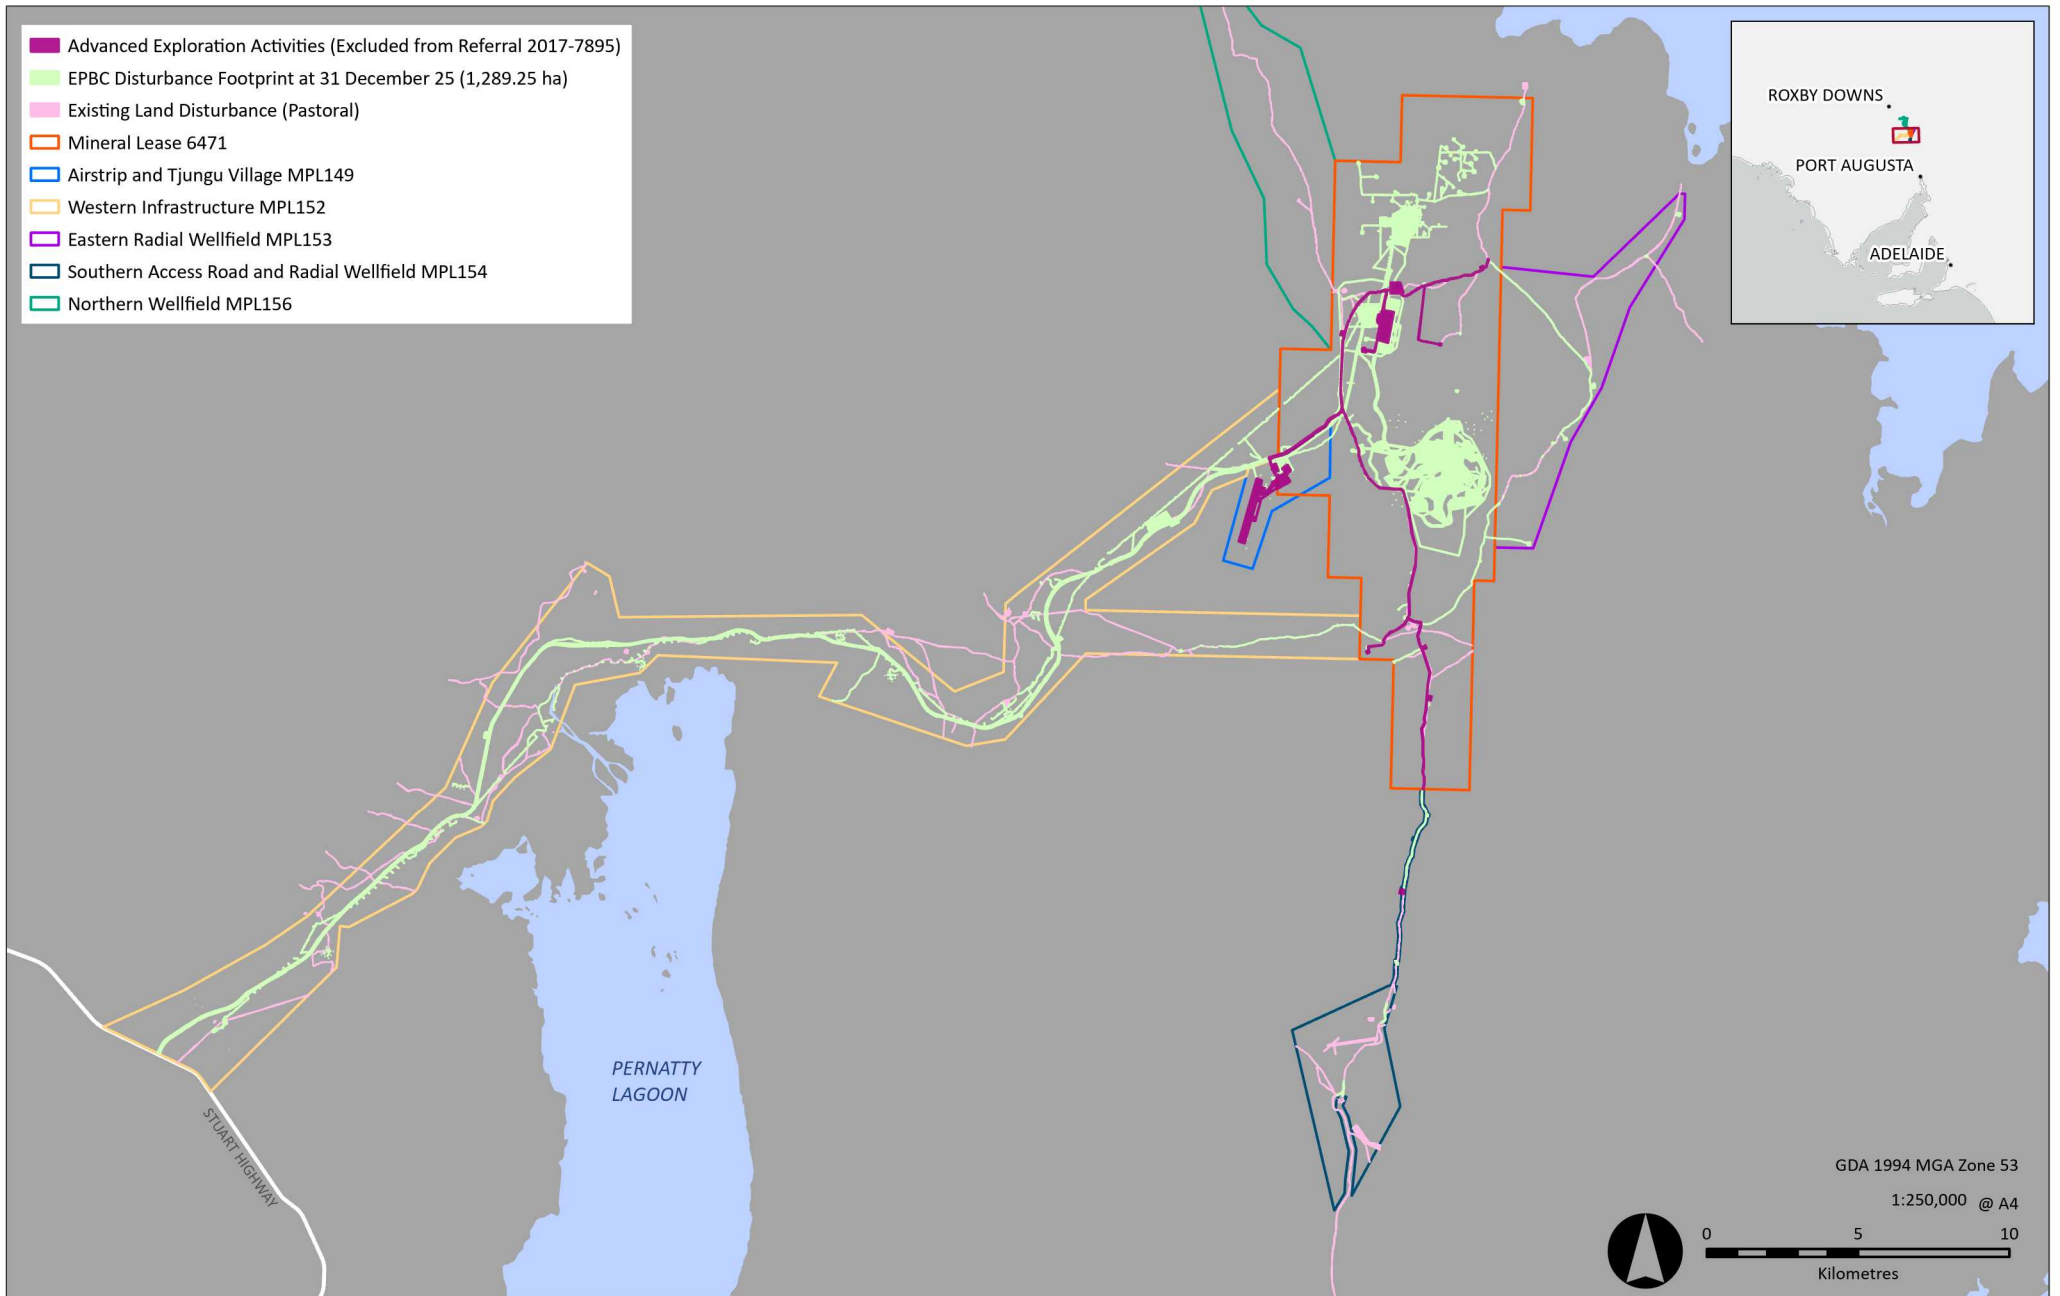 Advanced Exploration Activities (Excluded from Referral 2017-7895)
EPBC Disturbance Footprint at 31 December 25 (1,289.25 ha)
Existing Land Disturbance (Pastoral)
Mineral Lease 6471
Airstrip and Tjungu Village MPL149
Western Infrastructure MPL152
Eastern Radial Wellfield MPL153
Southern Access Road and Radial Wellfield MPL154
Northern Wellfield MPL156
ROXBY DOWNS
PORT AUGUSTA
ADELAIDE
PERNATTY
LAGOON
STUART HIGHWAY
GDA 1994 MGA Zone 53
1:250,000 @ A4
0 5 10
Kilometres